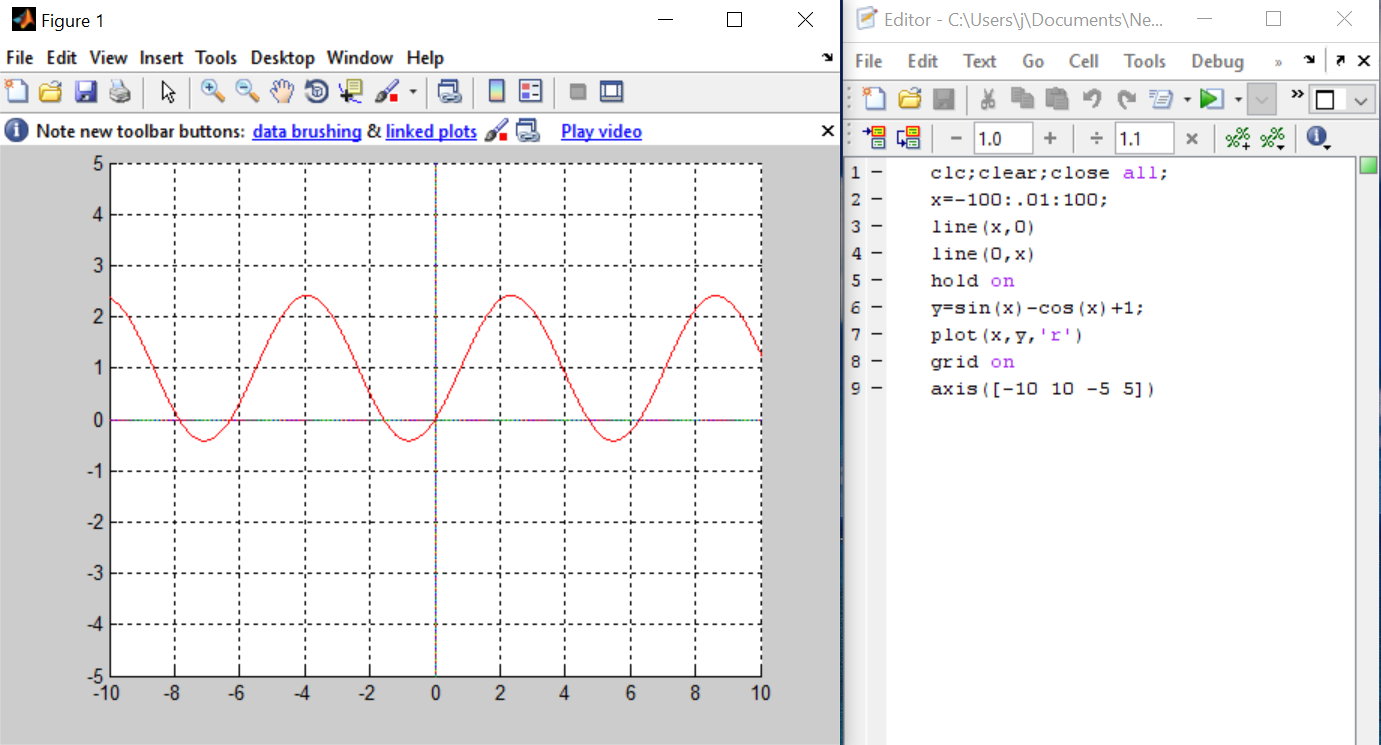 Figure 1
File Edit View Insert Tools Desktop Window Help
Note new toolbar buttons: data brushing & linked plots Play video
5
4
3
2
1
0
-1
-2
-3
-4
-5
-10 -8 -6 -4 -2 0 2 4 6 8 10
Editor - C:\Users\j\Documents\Ne...
File Edit Text Go Cell Tools Debug »
»
− 1.0 + ÷ 1.1 ×
1 − clc;clear;close all;
2 − x=-100:.01:100;
3 − line(x,0)
4 − line(0,x)
5 − hold on
6 − y=sin(x)-cos(x)+1;
7 − plot(x,y,'r')
8 − grid on
9 − axis([-10 10 -5 5])